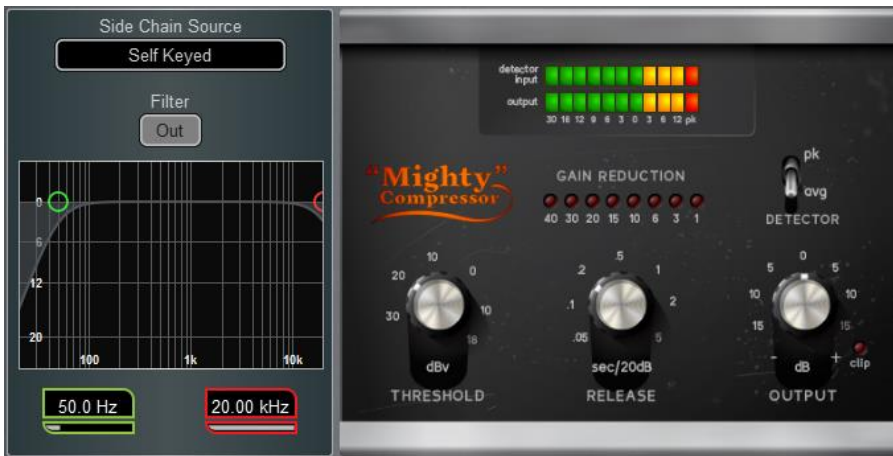 Side Chain Source
Self Keyed
Filter
Out
0
6
12
20
100
1k
10k
50.0 Hz
20.00 kHz
detector
input
output
30 16 12 9 6 3 0 3 6 12 pk
"Mighty"
Compressor
GAIN REDUCTION
40 30 20 15 10 6 3 1
pk
avg
DETECTOR
10
20 0
30 10
16
dBv
THRESHOLD
.5
.2 1
.1 2
.05 5
sec/20dB
RELEASE
0
5 5
10 10
15 15
- +
dB
clip
OUTPUT